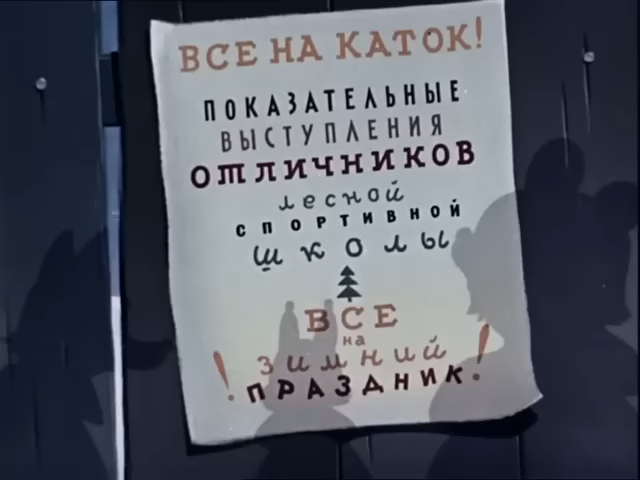 ВСЕ НА КАТОК!
ПОКАЗАТЕЛЬНЫЕ
ВЫСТУПЛЕНИЯ
ОТЛИЧНИКОВ
лесной
СПОРТИВНОЙ
школы
ВСЕ
на
! зимний !
ПРАЗДНИК